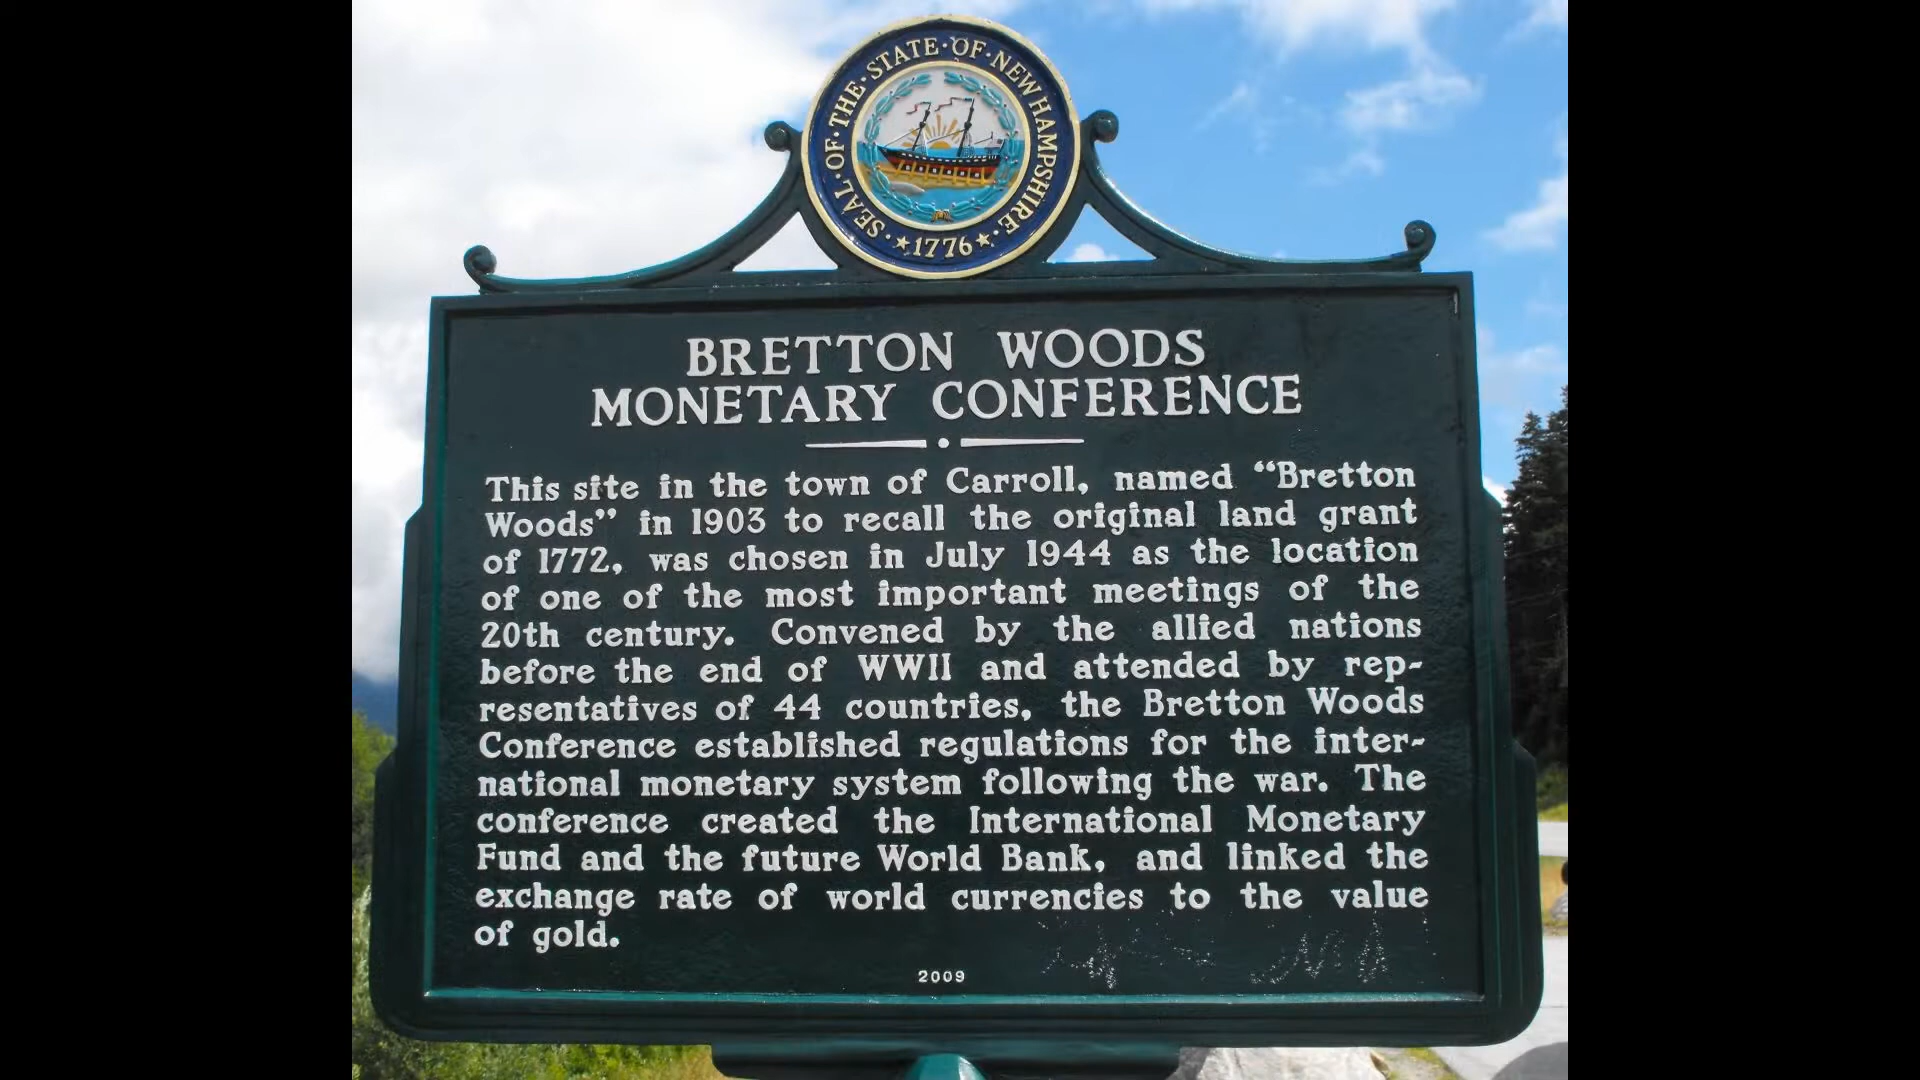 SEAL·OF·THE·STATE·OF·NEW HAMPSHIRE·
★1776★
BRETTON WOODS
MONETARY CONFERENCE
This site in the town of Carroll, named “Bretton
Woods” in 1903 to recall the original land grant
of 1772, was chosen in July 1944 as the location
of one of the most important meetings of the
20th century. Convened by the allied nations
before the end of WWII and attended by rep-
resentatives of 44 countries, the Bretton Woods
Conference established regulations for the inter-
national monetary system following the war. The
conference created the International Monetary
Fund and the future World Bank, and linked the
exchange rate of world currencies to the value
of gold.
2009